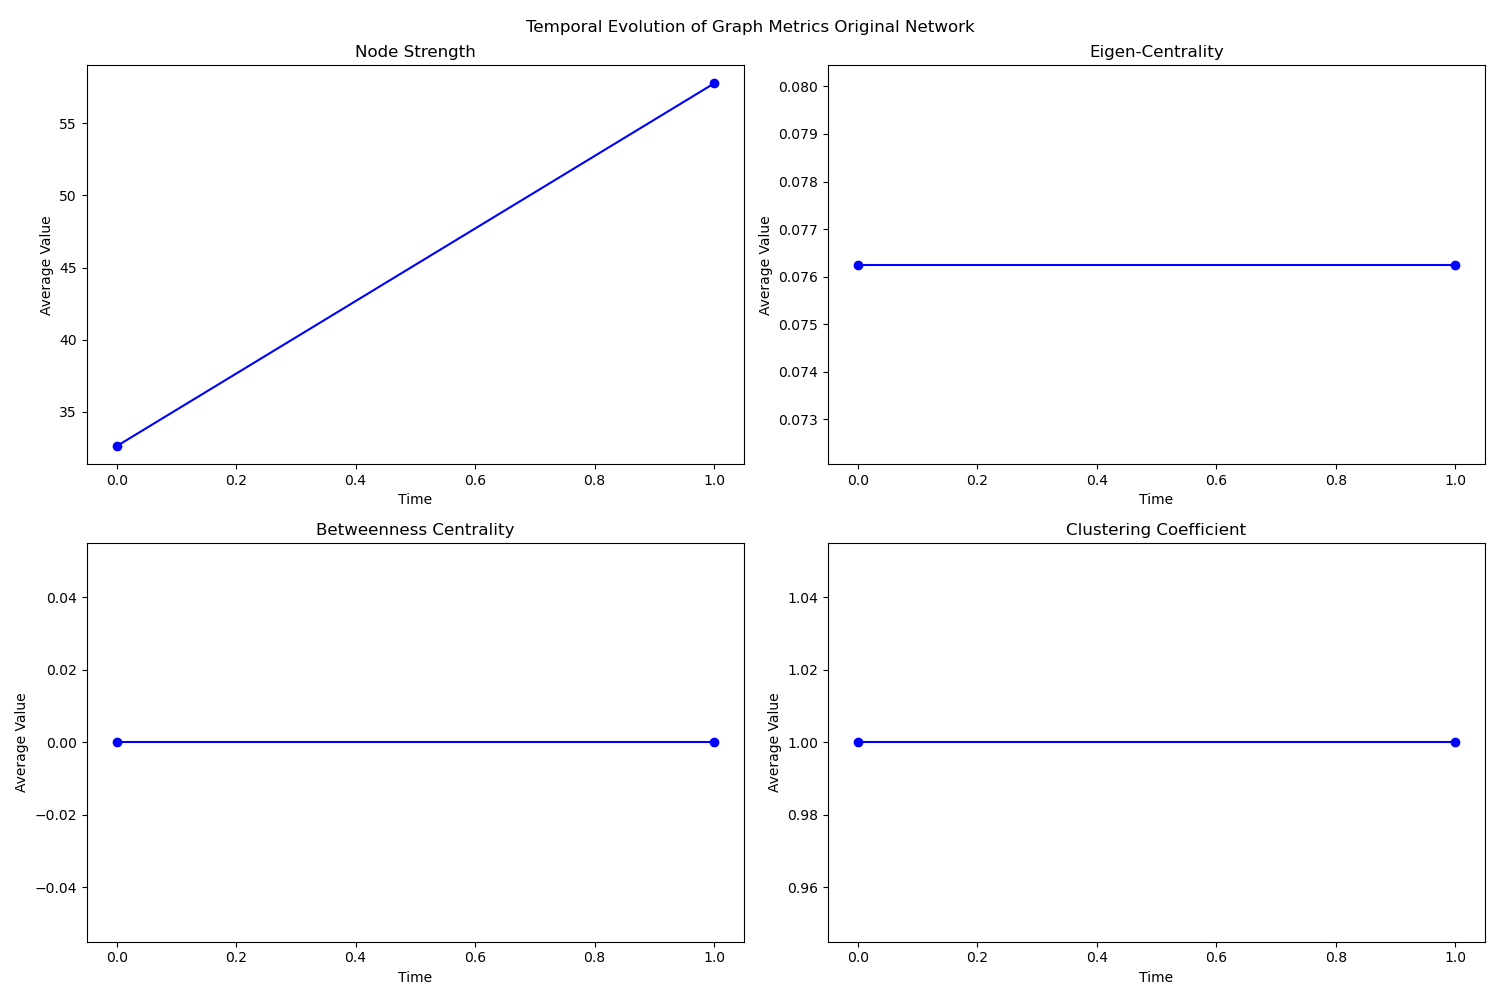 Temporal Evolution of Graph Metrics Original Network
Node Strength
Average Value
55
50
45
40
35
0.0 0.2 0.4 0.6 0.8 1.0
Time
Eigen-Centrality
Average Value
0.080
0.079
0.078
0.077
0.076
0.075
0.074
0.073
0.0 0.2 0.4 0.6 0.8 1.0
Time
Betweenness Centrality
Average Value
0.04
0.02
0.00
−0.02
−0.04
0.0 0.2 0.4 0.6 0.8 1.0
Time
Clustering Coefficient
Average Value
1.04
1.02
1.00
0.98
0.96
0.0 0.2 0.4 0.6 0.8 1.0
Time